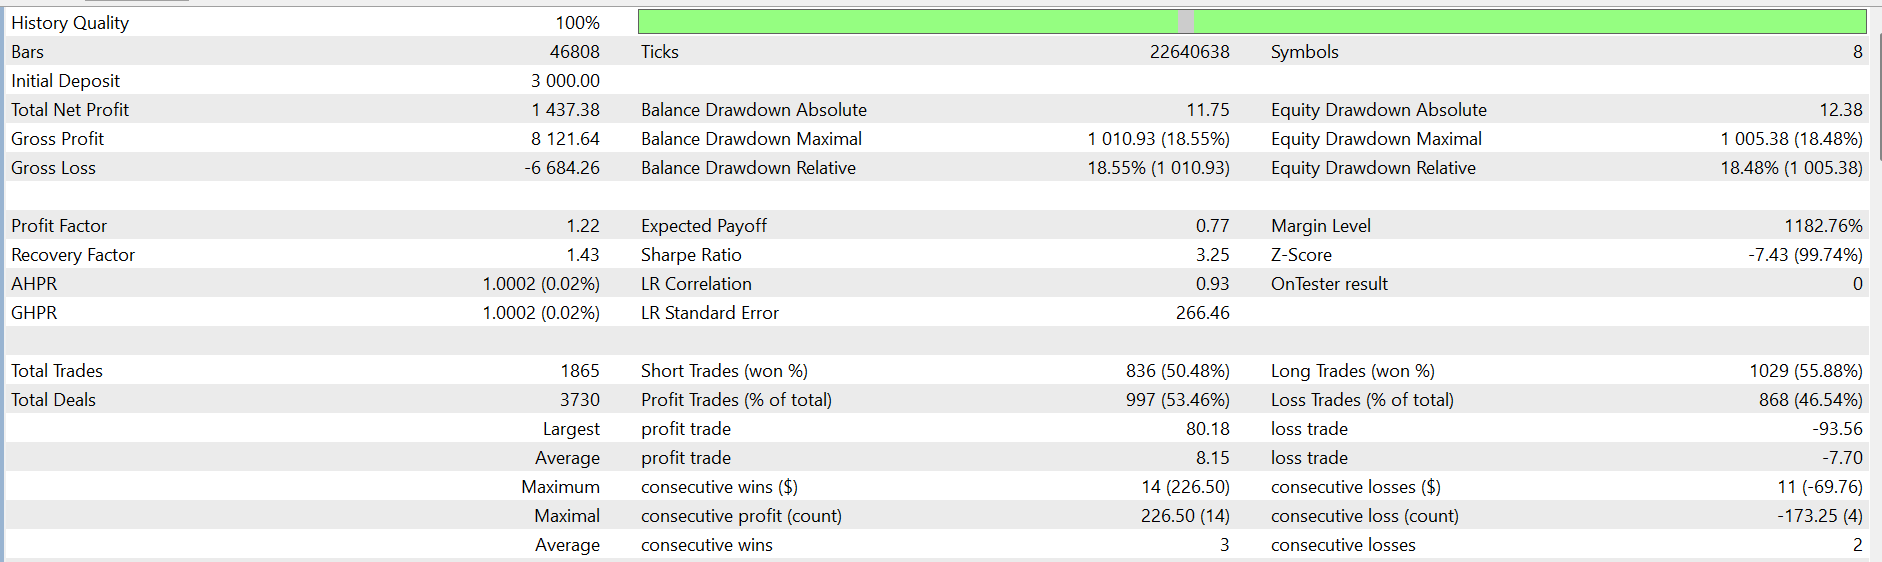 History Quality 100%
Bars 46808 Ticks 22640638 Symbols 8
Initial Deposit 3 000.00
Total Net Profit 1 437.38 Balance Drawdown Absolute 11.75 Equity Drawdown Absolute 12.38
Gross Profit 8 121.64 Balance Drawdown Maximal 1 010.93 (18.55%) Equity Drawdown Maximal 1 005.38 (18.48%)
Gross Loss -6 684.26 Balance Drawdown Relative 18.55% (1 010.93) Equity Drawdown Relative 18.48% (1 005.38)
Profit Factor 1.22 Expected Payoff 0.77 Margin Level 1182.76%
Recovery Factor 1.43 Sharpe Ratio 3.25 Z-Score -7.43 (99.74%)
AHPR 1.0002 (0.02%) LR Correlation 0.93 OnTester result 0
GHPR 1.0002 (0.02%) LR Standard Error 266.46
Total Trades 1865 Short Trades (won %) 836 (50.48%) Long Trades (won %) 1029 (55.88%)
Total Deals 3730 Profit Trades (% of total) 997 (53.46%) Loss Trades (% of total) 868 (46.54%)
Largest profit trade 80.18 loss trade -93.56
Average profit trade 8.15 loss trade -7.70
Maximum consecutive wins ($) 14 (226.50) consecutive losses ($) 11 (-69.76)
Maximal consecutive profit (count) 226.50 (14) consecutive loss (count) -173.25 (4)
Average consecutive wins 3 consecutive losses 2